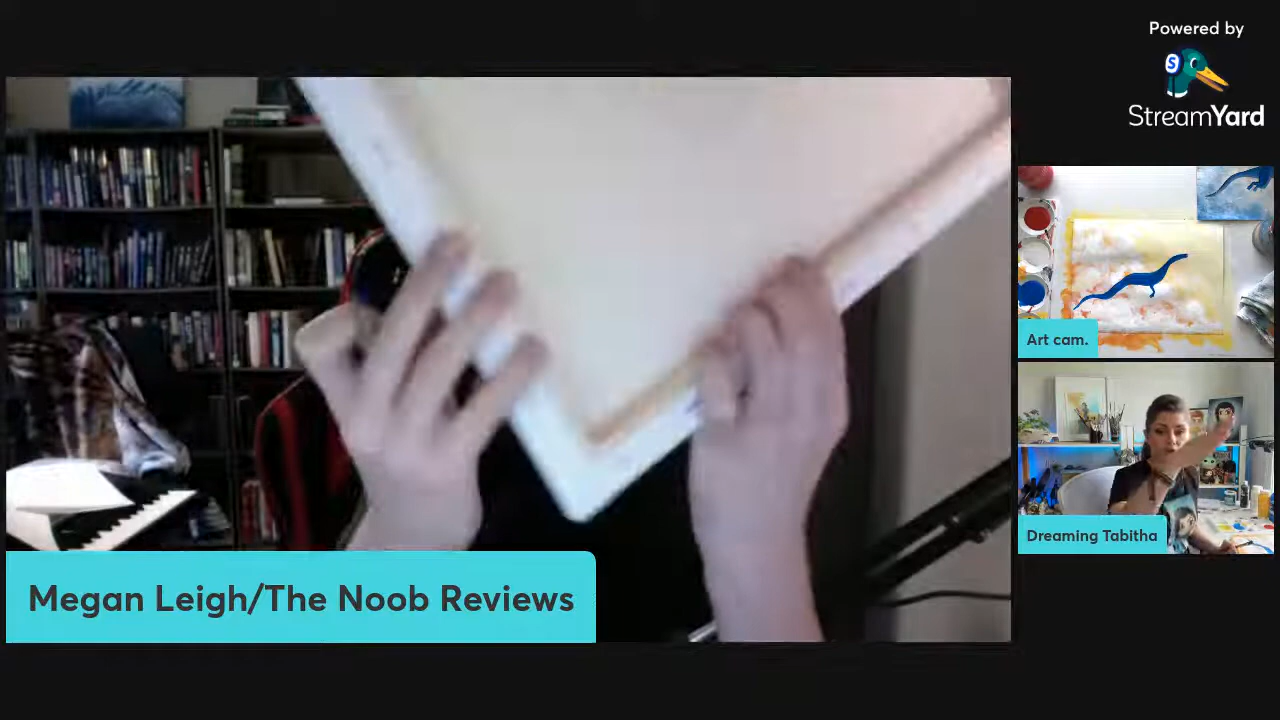 Powered by
S
StreamYard
Art cam.
Dreaming Tabitha
Megan Leigh/The Noob Reviews